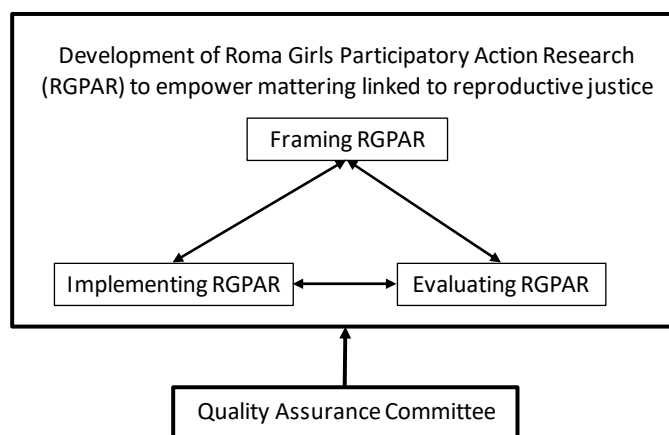 Development of Roma Girls Participatory Action Research
(RGPAR) to empower mattering linked to reproductive justice
Framing RGPAR
Implementing RGPAR
Evaluating RGPAR
Quality Assurance Committee